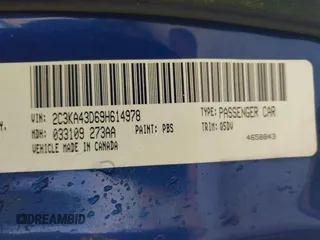 VIN: 2C3KA43D69H614978
TYPE: PASSENGER CAR
MDH: 033109 273AA
PAINT: PBS
TRIM: Q5DV
VEHICLE MADE IN CANADA
4658843
DREAMBID